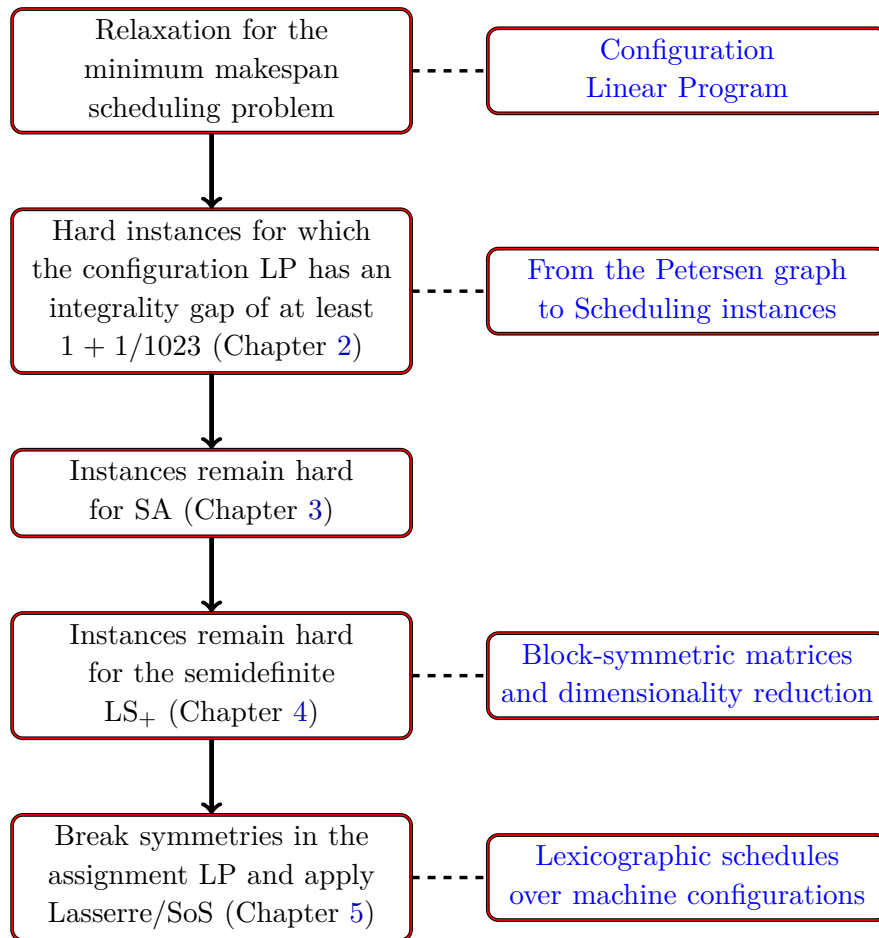 Relaxation for the
minimum makespan
scheduling problem
Configuration
Linear Program
Hard instances for which
the configuration LP has an
integrality gap of at least
1 + 1/1023 (Chapter 2)
From the Petersen graph
to Scheduling instances
Instances remain hard
for SA (Chapter 3)
Instances remain hard
for the semidefinite
LS₊ (Chapter 4)
Block-symmetric matrices
and dimensionality reduction
Break symmetries in the
assignment LP and apply
Lasserre/SoS (Chapter 5)
Lexicographic schedules
over machine configurations